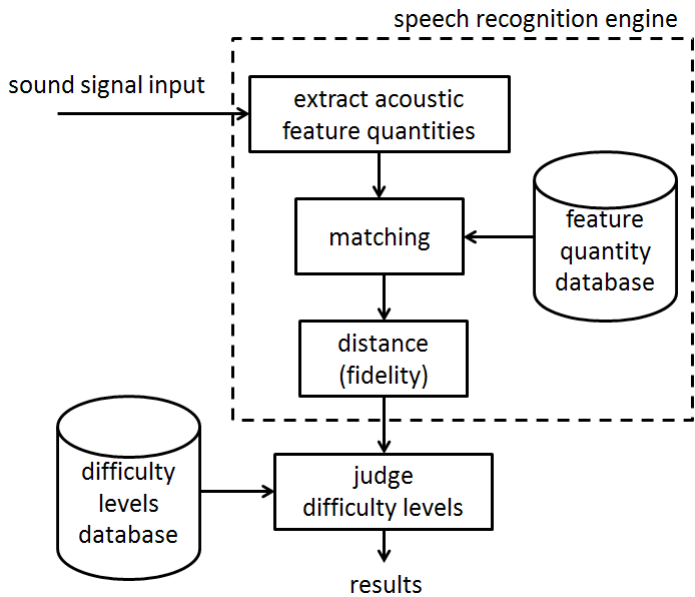 speech recognition engine
sound signal input
extract acoustic
feature quantities
matching
feature
quantity
database
distance
(fidelity)
difficulty
levels
database
judge
difficulty levels
results